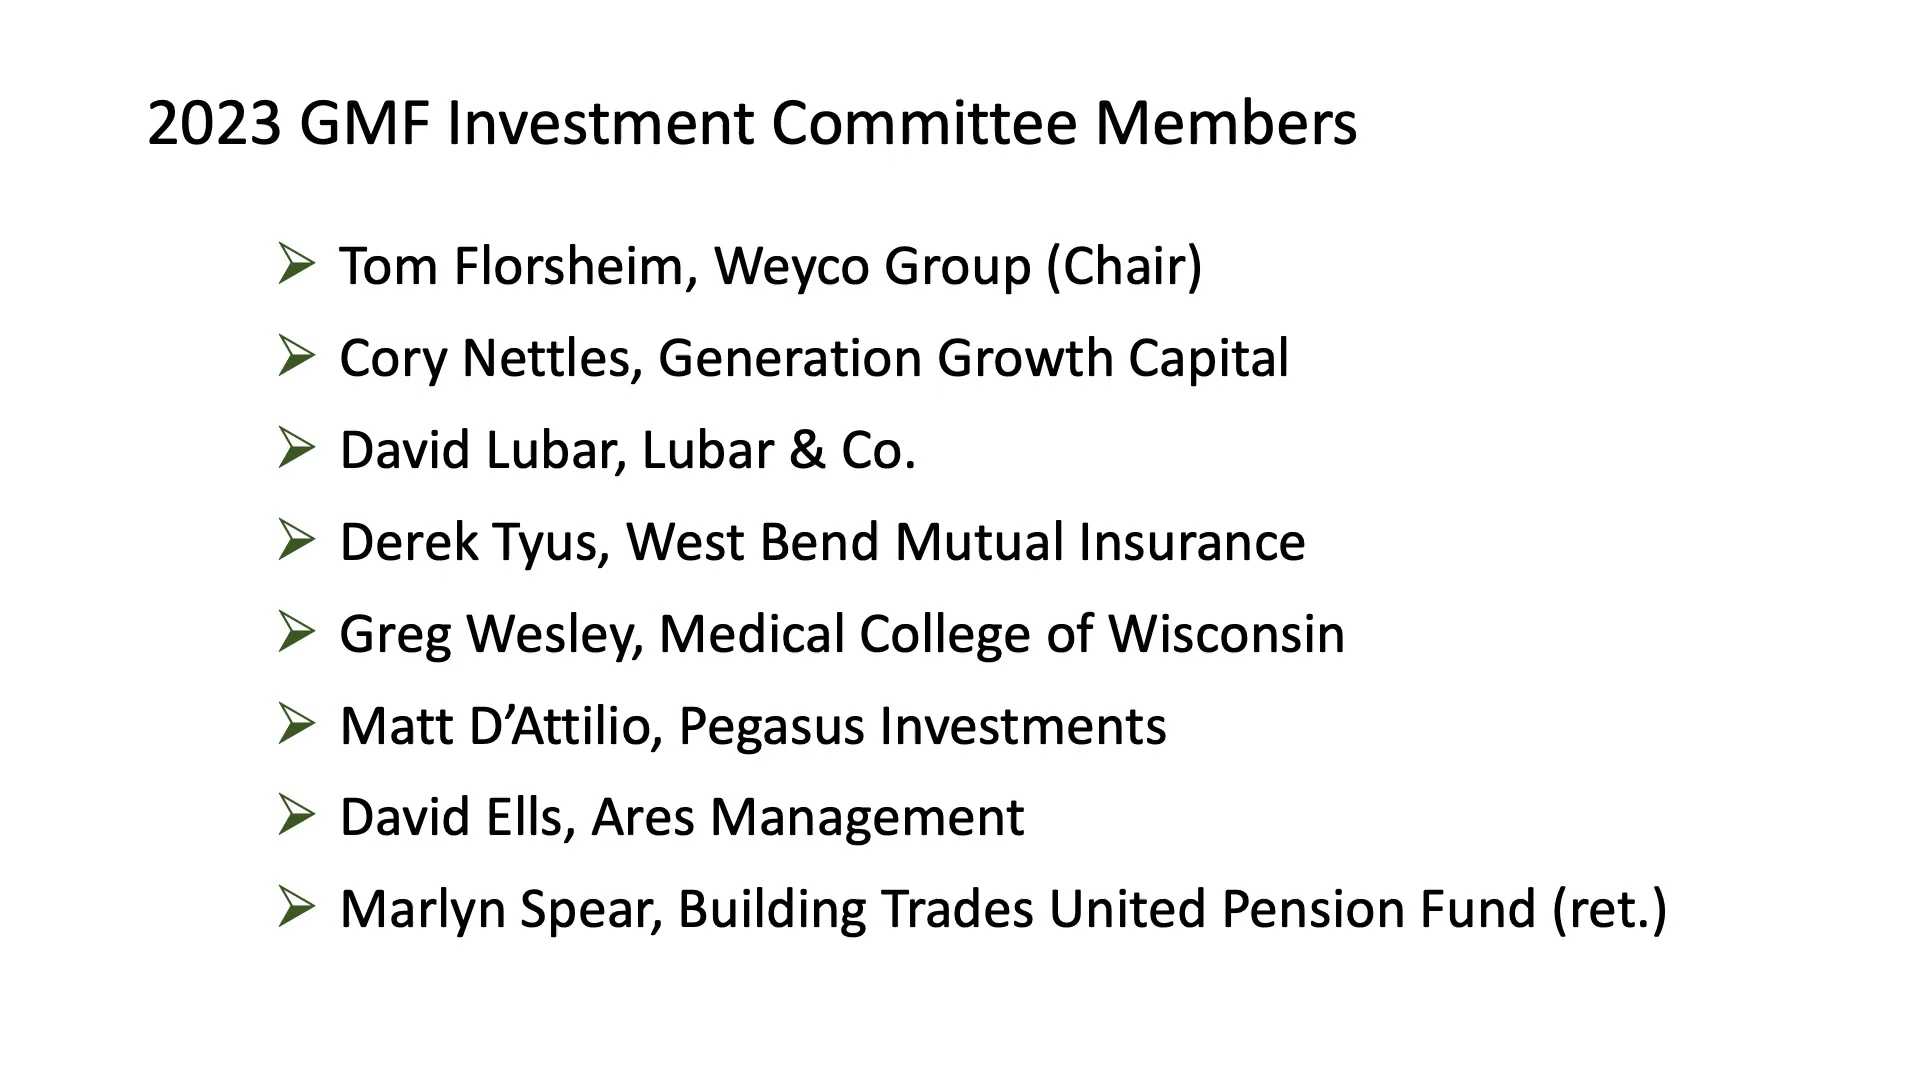 2023 GMF Investment Committee Members
Tom Florsheim, Weyco Group (Chair)
Cory Nettles, Generation Growth Capital
David Lubar, Lubar & Co.
Derek Tyus, West Bend Mutual Insurance
Greg Wesley, Medical College of Wisconsin
Matt D’Attilio, Pegasus Investments
David Ells, Ares Management
Marlyn Spear, Building Trades United Pension Fund (ret.)